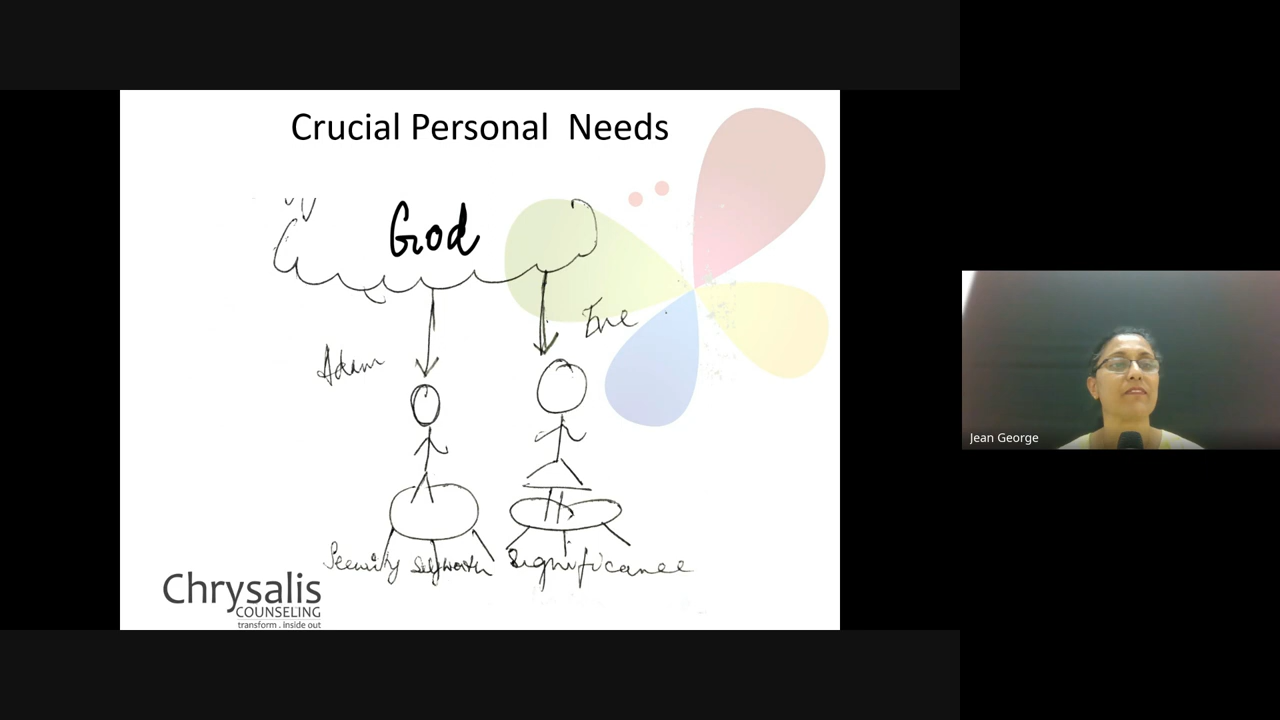 Crucial Personal Needs
God
Eve
Adam
Security Selfworth Significance
Chrysalis
COUNSELING
transform . inside out
Jean George